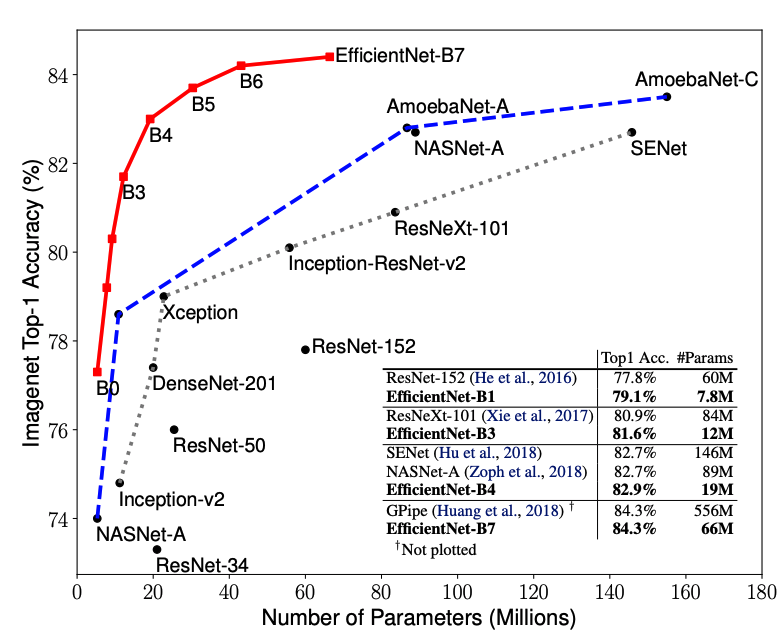 EfficientNet-B7
84
B6
AmoebaNet-C
B5
AmoebaNet-A
B4
NASNet-A
SENet
82
B3
ResNeXt-101
80
Inception-ResNet-v2
Xception
78
ResNet-152
B0
DenseNet-201
76
ResNet-50
Inception-v2
74
NASNet-A
ResNet-34
Imagenet Top-1 Accuracy (%)
Top1 Acc. #Params
ResNet-152 (He et al., 2016) 77.8% 60M
EfficientNet-B1 79.1% 7.8M
ResNeXt-101 (Xie et al., 2017) 80.9% 84M
EfficientNet-B3 81.6% 12M
SENet (Hu et al., 2018) 82.7% 146M
NASNet-A (Zoph et al., 2018) 82.7% 89M
EfficientNet-B4 82.9% 19M
GPipe (Huang et al., 2018) † 84.3% 556M
EfficientNet-B7 84.3% 66M
†Not plotted
0 20 40 60 80 100 120 140 160 180
Number of Parameters (Millions)